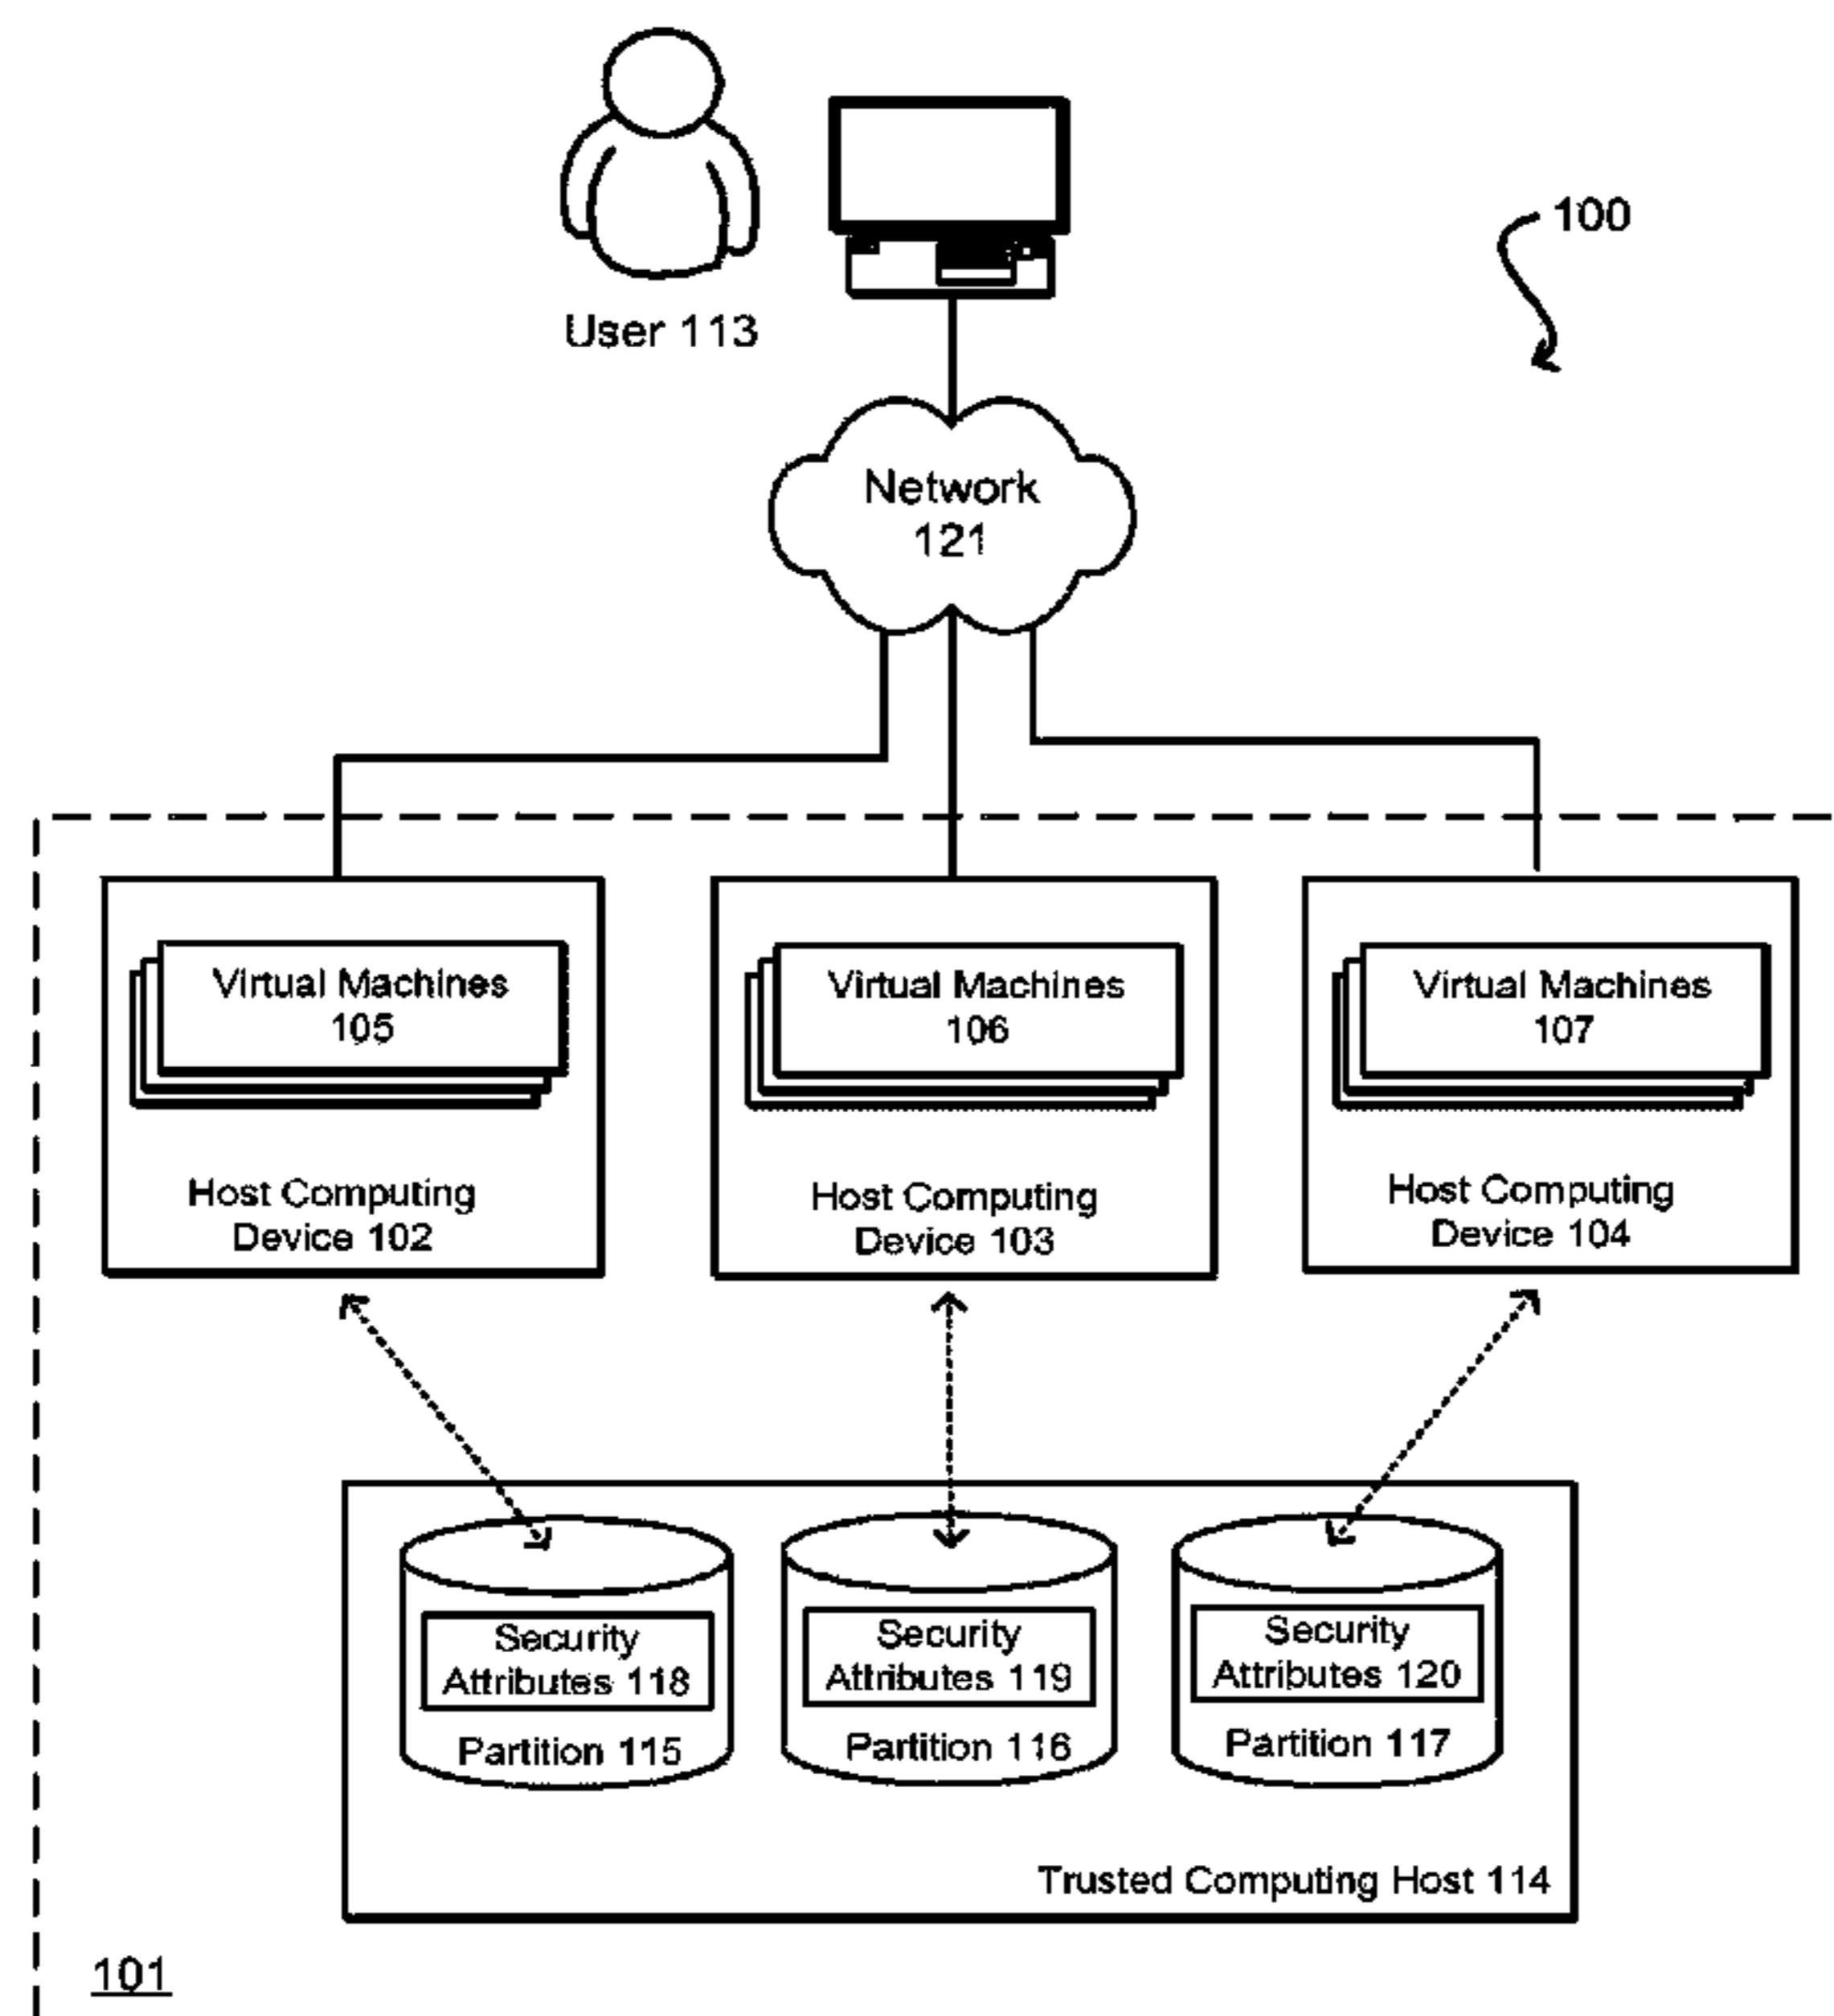 100
User 113
Network
121
Virtual Machines
105
Host Computing
Device 102
Virtual Machines
106
Host Computing
Device 103
Virtual Machines
107
Host Computing
Device 104
Security
Attributes 118
Partition 115
Security
Attributes 119
Partition 116
Security
Attributes 120
Partition 117
Trusted Computing Host 114
101